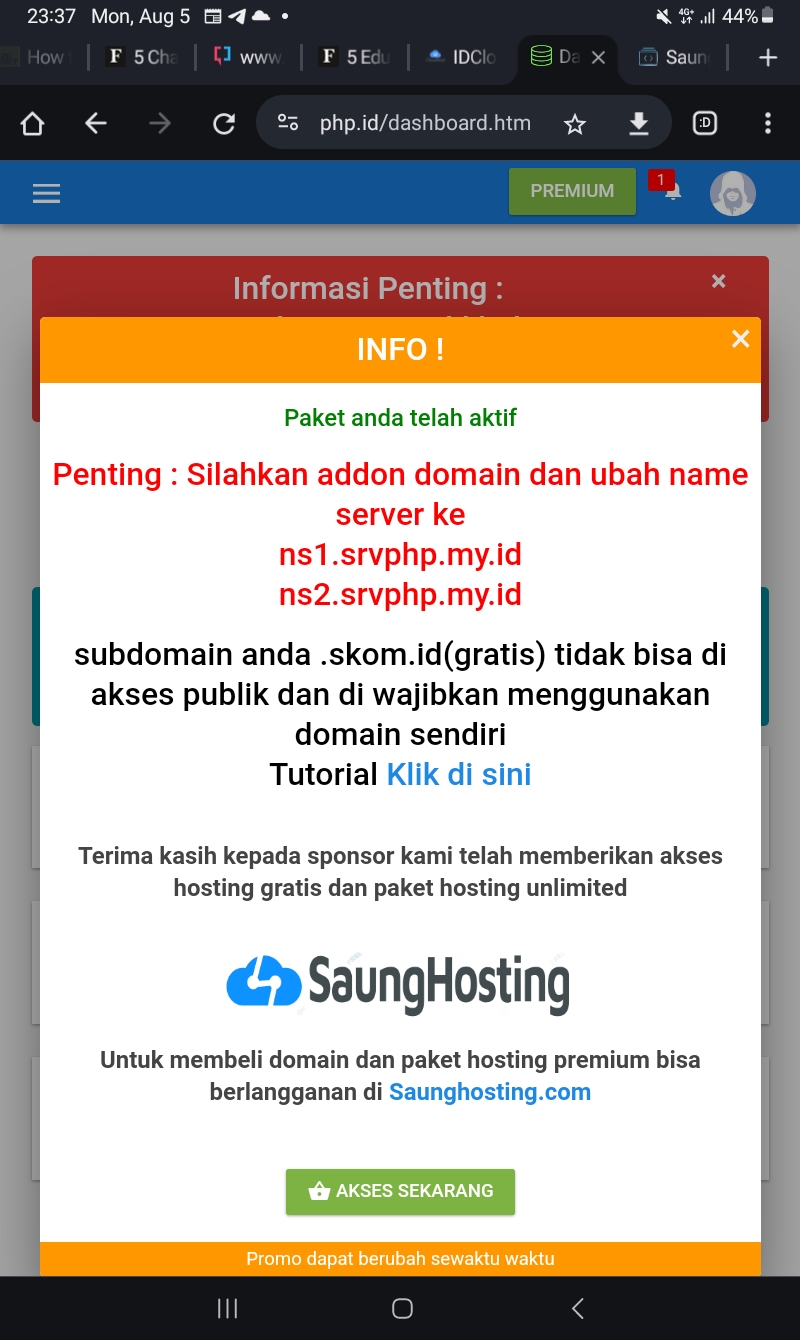 23:37 Mon, Aug 5 44%
How
F 5 Cha
www.
F 5 Edu
IDClo
Da
Saun
php.id/dashboard.htm
:D
PREMIUM
1
Informasi Penting :
INFO !
Paket anda telah aktif
Penting : Silahkan addon domain dan ubah name
server ke
ns1.srvphp.my.id
ns2.srvphp.my.id
subdomain anda .skom.id(gratis) tidak bisa di
akses publik dan di wajibkan menggunakan
domain sendiri
Tutorial Klik di sini
Terima kasih kepada sponsor kami telah memberikan akses
hosting gratis dan paket hosting unlimited
SaungHosting
Untuk membeli domain dan paket hosting premium bisa
berlangganan di Saunghosting.com
AKSES SEKARANG
Promo dapat berubah sewaktu waktu